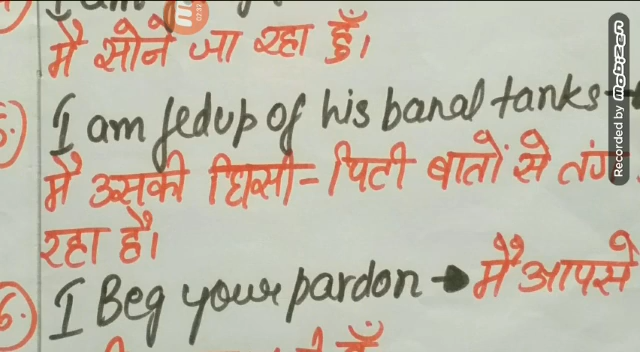 मै सोने जा रहा हूँ।
5. I am fedup of his banal tanks→
मै उसकी घिसी-पिटी बातों से तंग
रहा है।
6. I Beg your pardon → मैं आपसे
Recorded by mobizen